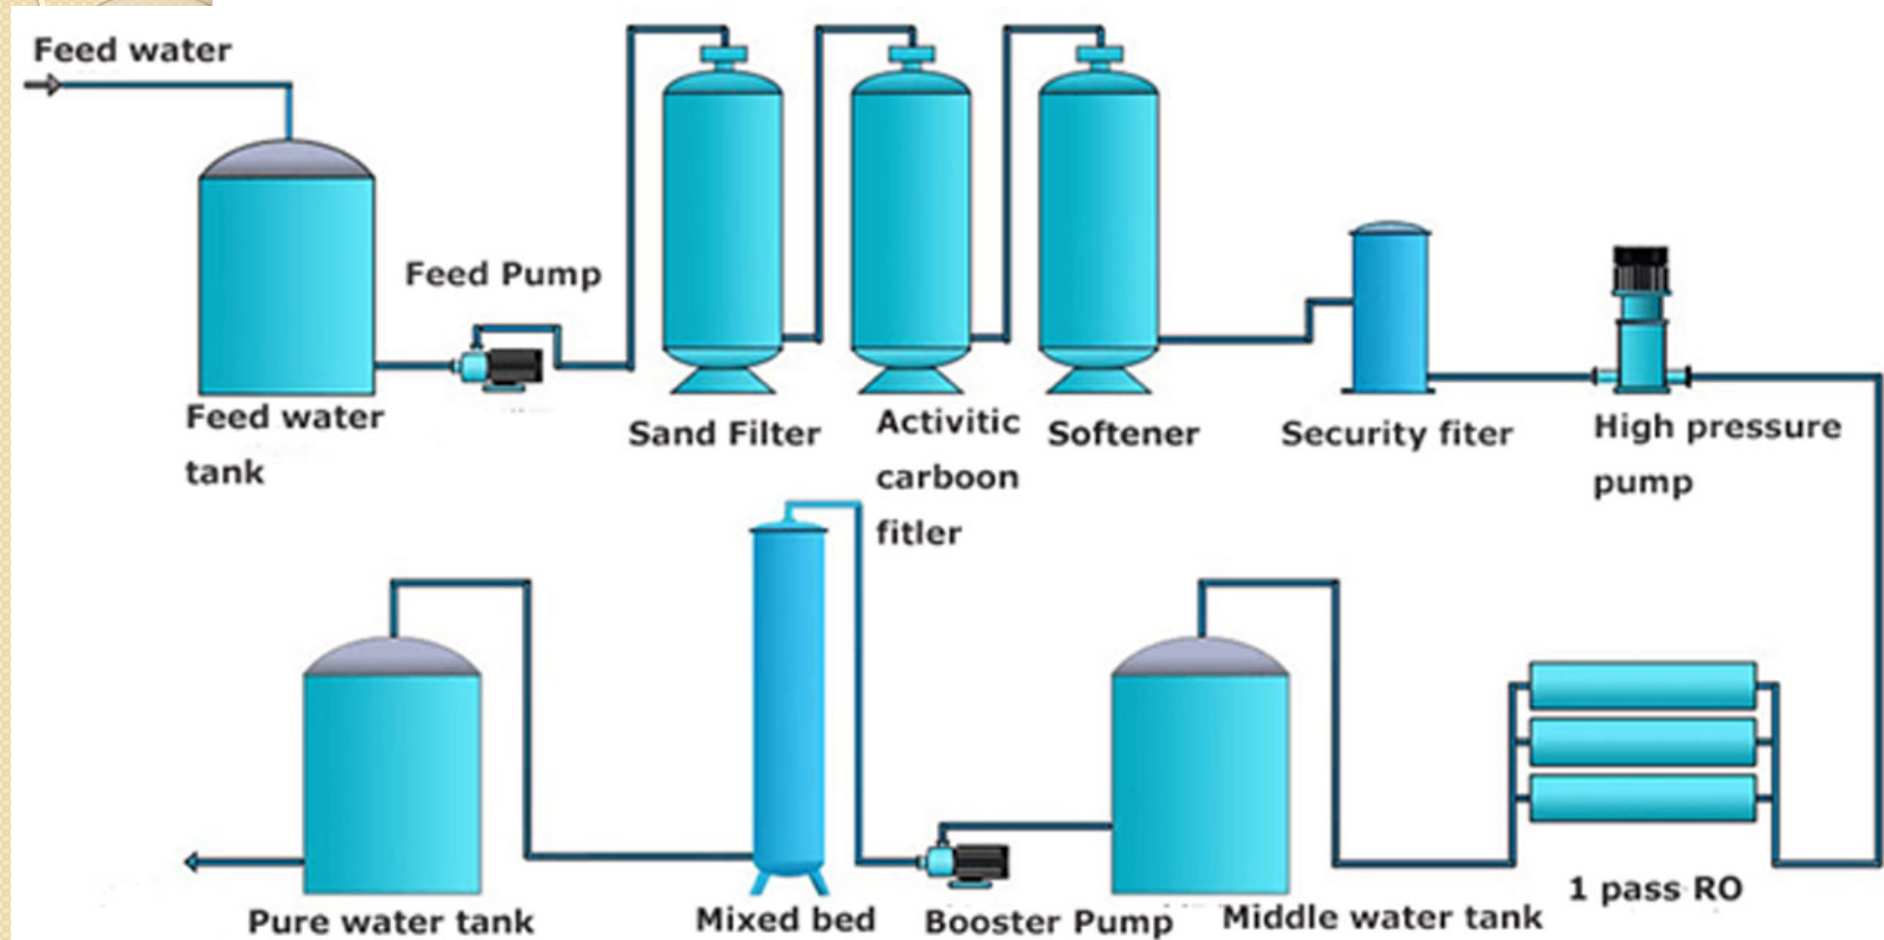 Feed water
Feed Pump
Feed water
tank
Sand Filter
Activitic
carboon
fitler
Softener
Security fiter
High pressure
pump
Pure water tank
Mixed bed
Booster Pump
Middle water tank
1 pass RO